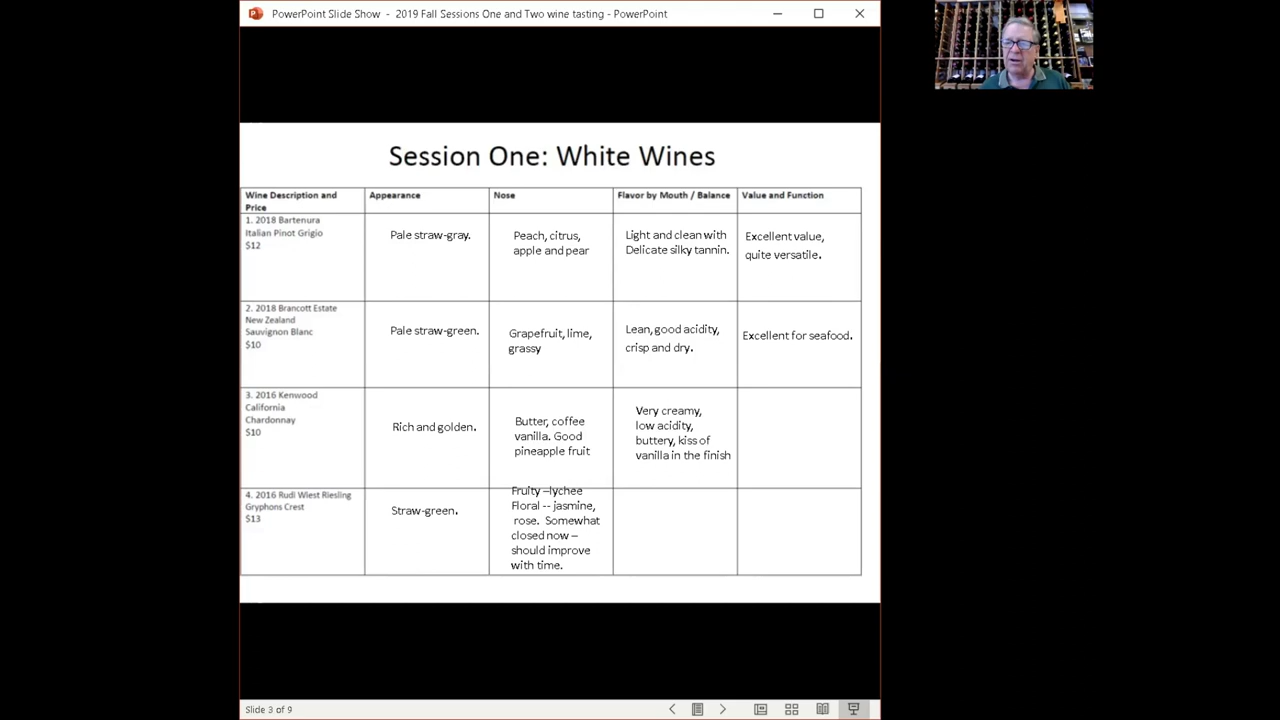 PowerPoint Slide Show - 2019 Fall Sessions One and Two wine tasting - PowerPoint
Session One: White Wines
Wine Description and
Price
Appearance
Nose
Flavor by Mouth / Balance
Value and Function
1. 2018 Bartenura
Italian Pinot Grigio
$12
Pale straw-gray.
Peach, citrus,
apple and pear
Light and clean with
Delicate silky tannin.
Excellent value,
quite versatile.
2. 2018 Brancott Estate
New Zealand
Sauvignon Blanc
$10
Pale straw-green.
Grapefruit, lime,
grassy
Lean, good acidity,
crisp and dry.
Excellent for seafood.
3. 2016 Kenwood
California
Chardonnay
$10
Rich and golden.
Butter, coffee
vanilla. Good
pineapple fruit
Very creamy,
low acidity,
buttery, kiss of
vanilla in the finish
4. 2016 Rudi Wiest Riesling
Gryphons Crest
$13
Straw-green.
Fruity –lychee
Floral -- jasmine,
rose. Somewhat
closed now –
should improve
with time.
Slide 3 of 9